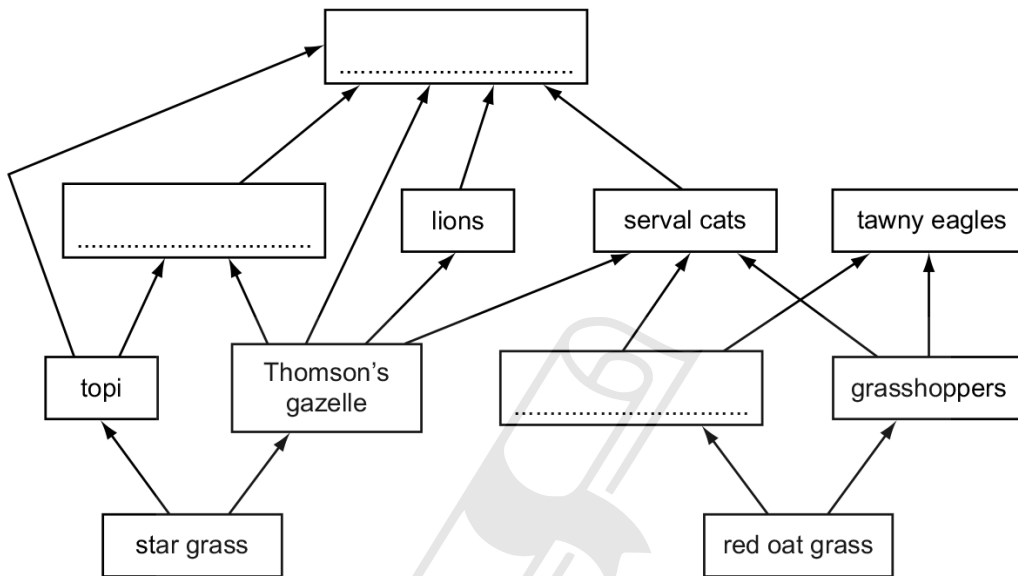 lions
serval cats
tawny eagles
topi
Thomson's
gazelle
grasshoppers
star grass
red oat grass